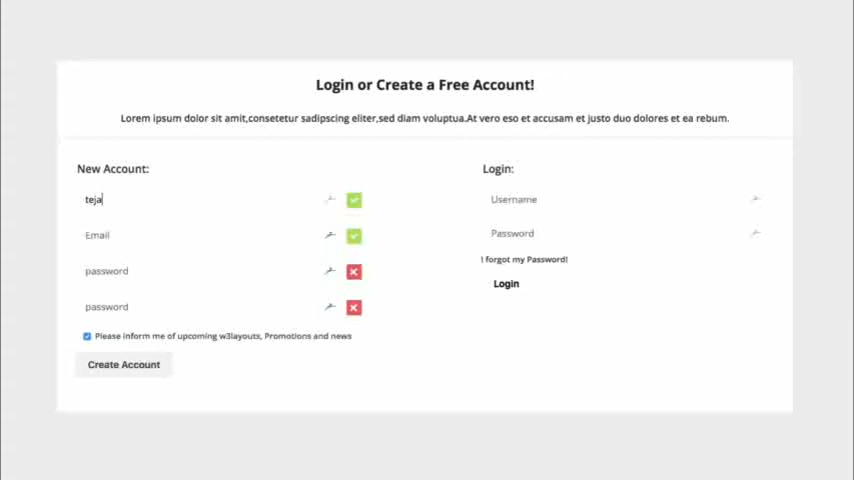 Login or Create a Free Account!
Lorem ipsum dolor sit amit,consetetur sadipscing eliter,sed diam voluptua.At vero eso et accusam et justo duo dolores et ea rebum.
New Account:
teja
Email
password
password
Please inform me of upcoming w3layouts, Promotions and news
Create Account
Login:
Username
Password
I forgot my Password!
Login